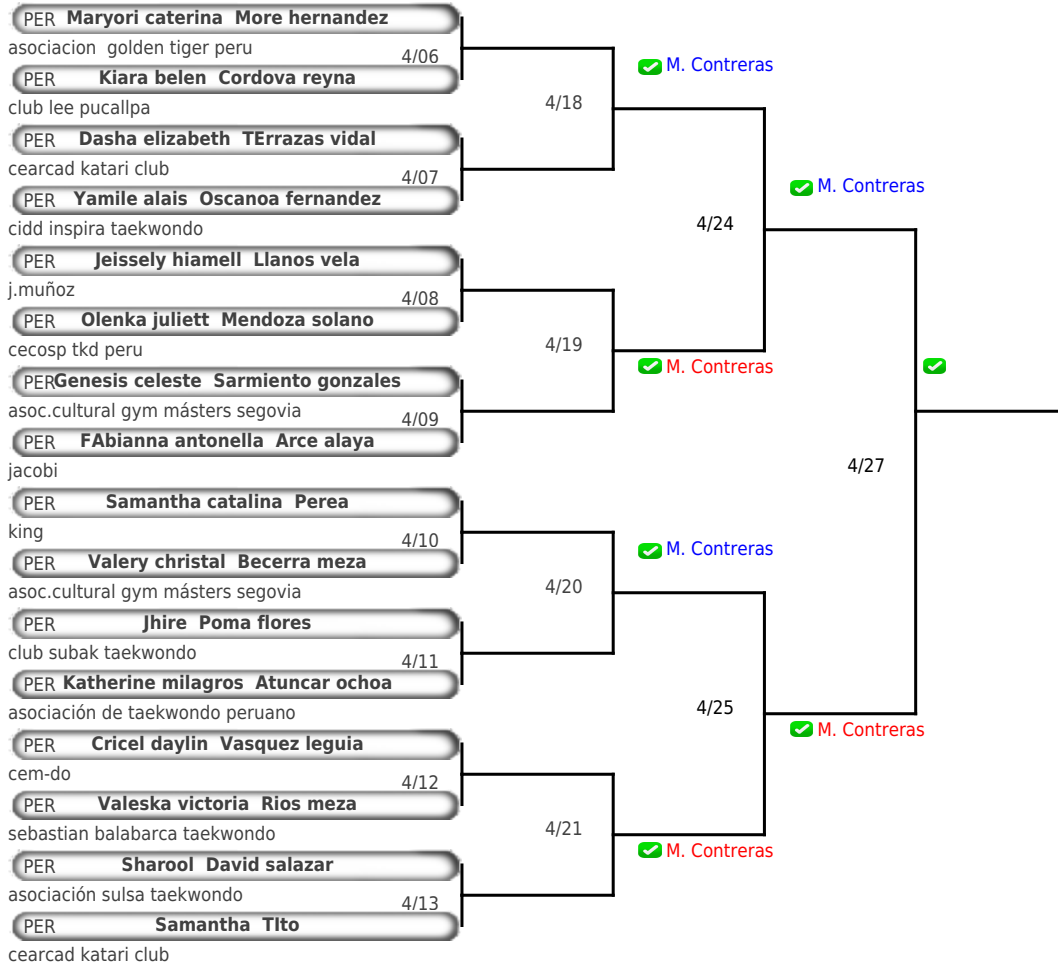 PER Maryori caterina More hernandez
asociacion golden tiger peru
4/06
PER Kiara belen Cordova reyna
club lee pucallpa
PER Dasha elizabeth TErrazas vidal
cearcad katari club
4/07
PER Yamile alais Oscanoa fernandez
cidd inspira taekwondo
PER Jeissely hiamell Llanos vela
j.muñoz
4/08
PER Olenka juliett Mendoza solano
cecosp tkd peru
PER Genesis celeste Sarmiento gonzales
asoc.cultural gym másters segovia
4/09
PER FAbianna antonella Arce alaya
jacobi
PER Samantha catalina Perea
king
4/10
PER Valery christal Becerra meza
asoc.cultural gym másters segovia
PER Jhire Poma flores
club subak taekwondo
4/11
PER Katherine milagros Atuncar ochoa
asociación de taekwondo peruano
PER Cricel daylin Vasquez leguia
cem-do
4/12
PER Valeska victoria Rios meza
sebastian balabarca taekwondo
PER Sharool David salazar
asociación sulsa taekwondo
4/13
PER Samantha TIto
cearcad katari club
M. Contreras
4/18
4/19
M. Contreras
M. Contreras
4/20
4/21
M. Contreras
M. Contreras
4/24
4/25
M. Contreras
4/27